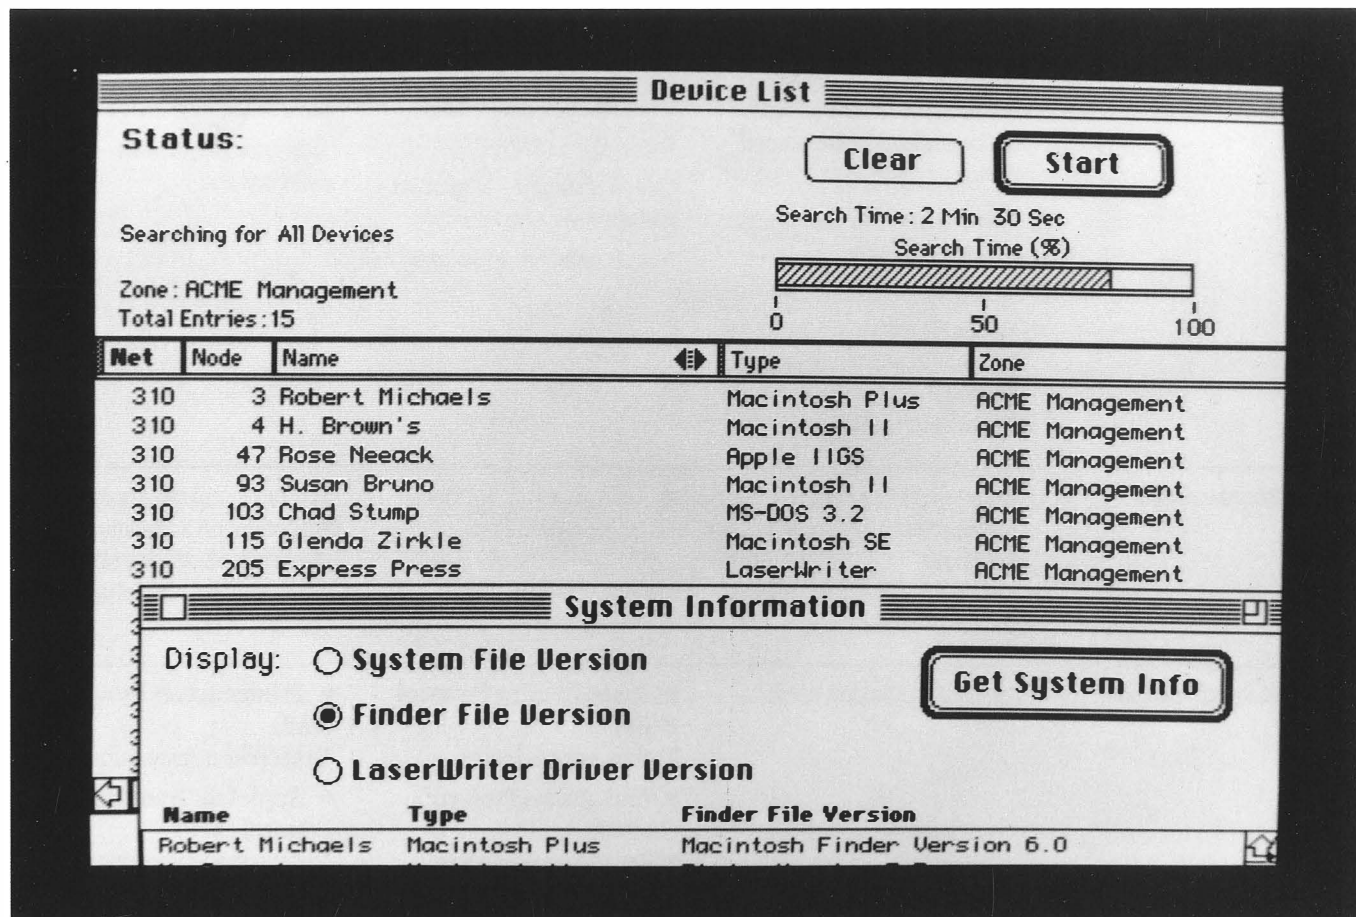 Device List
Status:
Clear
Start
Search Time: 2 Min 30 Sec
Searching for All Devices
Search Time (%)
Zone: ACME Management
Total Entries: 15
0 50 100
Net Node Name Type Zone
310 3 Robert Michaels Macintosh Plus ACME Management
310 4 H. Brown's Macintosh II ACME Management
310 47 Rose Neeack Apple IIGS ACME Management
310 93 Susan Bruno Macintosh II ACME Management
310 103 Chad Stump MS-DOS 3.2 ACME Management
310 115 Glenda Zirkle Macintosh SE ACME Management
310 205 Express Press LaserWriter ACME Management
System Information
Display: System File Version
Get System Info
Finder File Version
LaserWriter Driver Version
Name Type Finder File Version
Robert Michaels Macintosh Plus Macintosh Finder Version 6.0